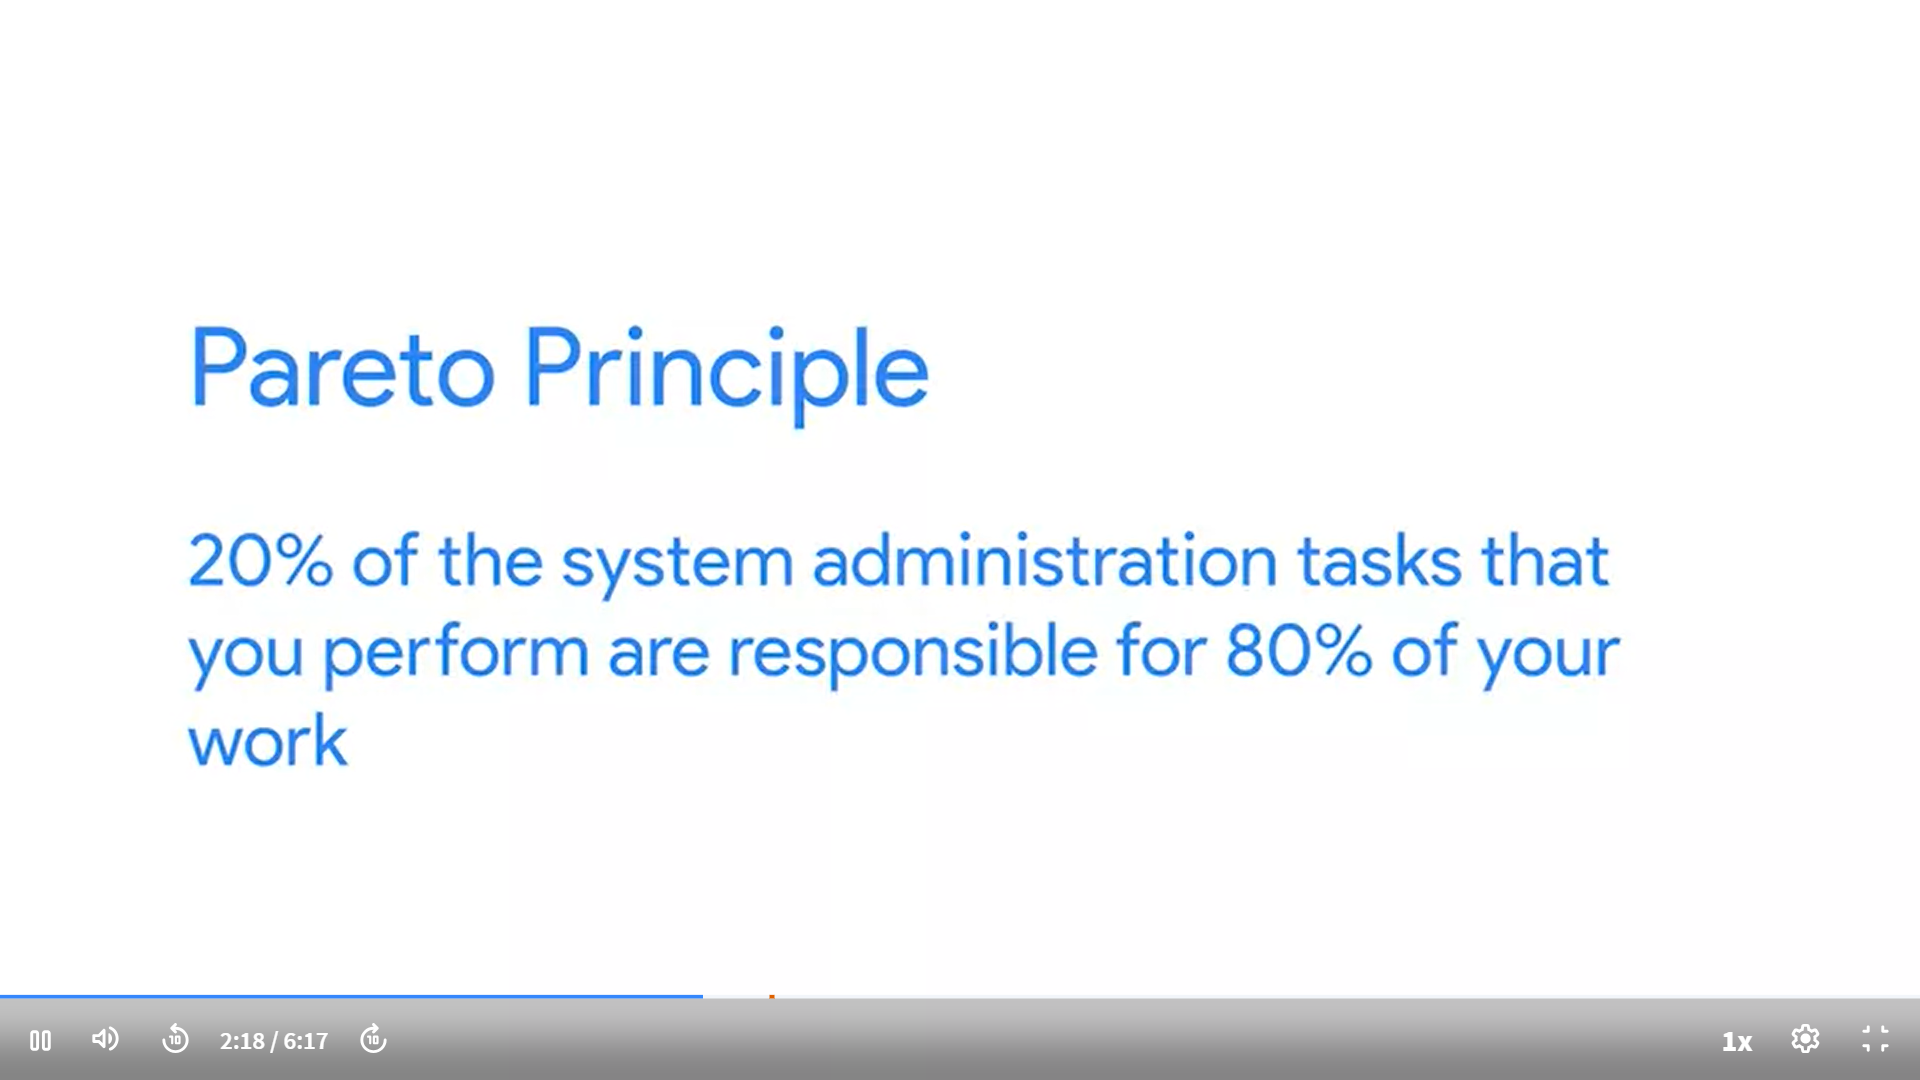 Pareto Principle
20% of the system administration tasks that
you perform are responsible for 80% of your
work
10
2:18 / 6:17
10
1x